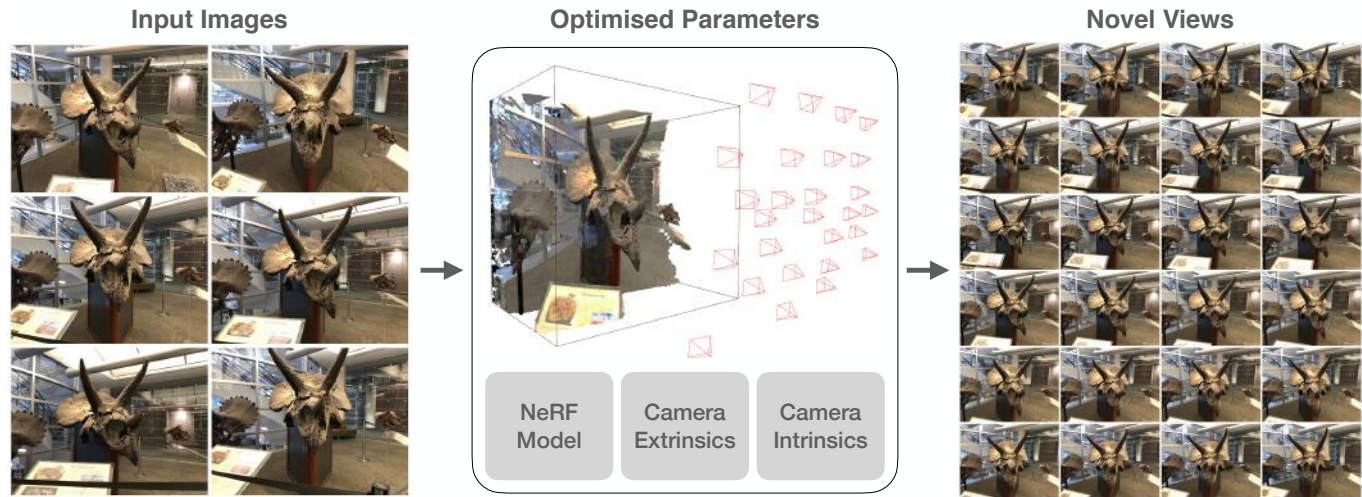 Input Images
Optimised Parameters
Novel Views
NeRF
Model
Camera
Extrinsics
Camera
Intrinsics